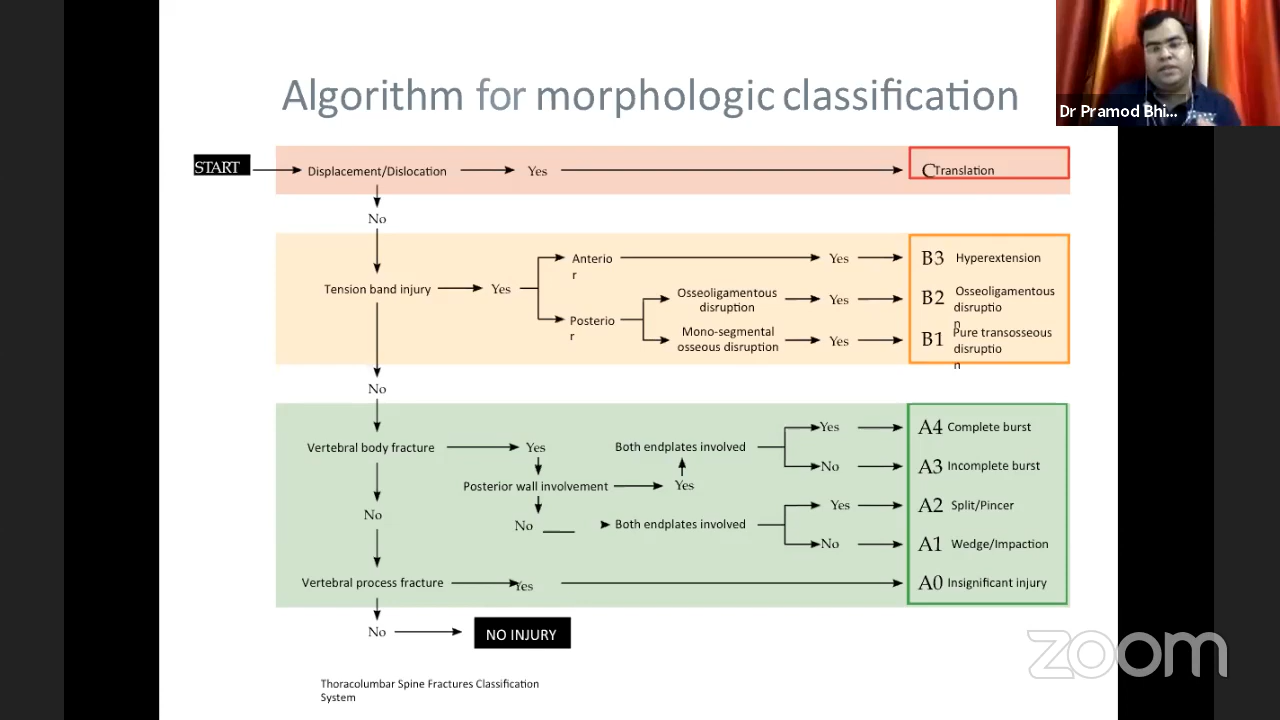 Algorithm for morphologic classification
Dr Pramod Bhi...
START
Displacement/Dislocation
Yes
C Translation
No
Tension band injury
Yes
Anterio
r
Yes
B3 Hyperextension
Posterio
r
Osseoligamentous
disruption
Yes
B2 Osseoligamentous
disruptio
n
Mono-segmental
osseous disruption
Yes
B1 Pure transosseous
disruptio
n
No
Vertebral body fracture
Yes
Both endplates involved
Yes
A4 Complete burst
No
A3 Incomplete burst
Posterior wall involvement
Yes
No
Both endplates involved
Yes
A2 Split/Pincer
No
A1 Wedge/Impaction
No
Vertebral process fracture
Yes
A0 Insignificant injury
No
NO INJURY
Thoracolumbar Spine Fractures Classification
System
zoom